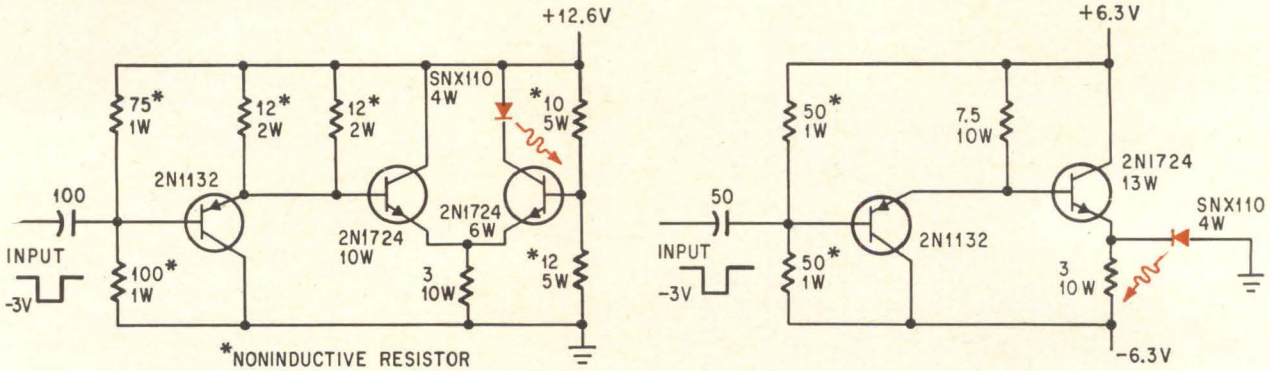 +12.6V
75*
1W
12*
2W
12*
2W
SNX110
4W
*10
5W
2N1132
100
2N1724
10W
2N1724
6W
INPUT
-3V
100*
1W
3
10W
*12
5W
*NONINDUCTIVE RESISTOR
+6.3V
50*
1W
7.5
10W
2N1724
13W
50
2N1132
SNX110
4W
INPUT
-3V
50*
1W
3
10W
-6.3V